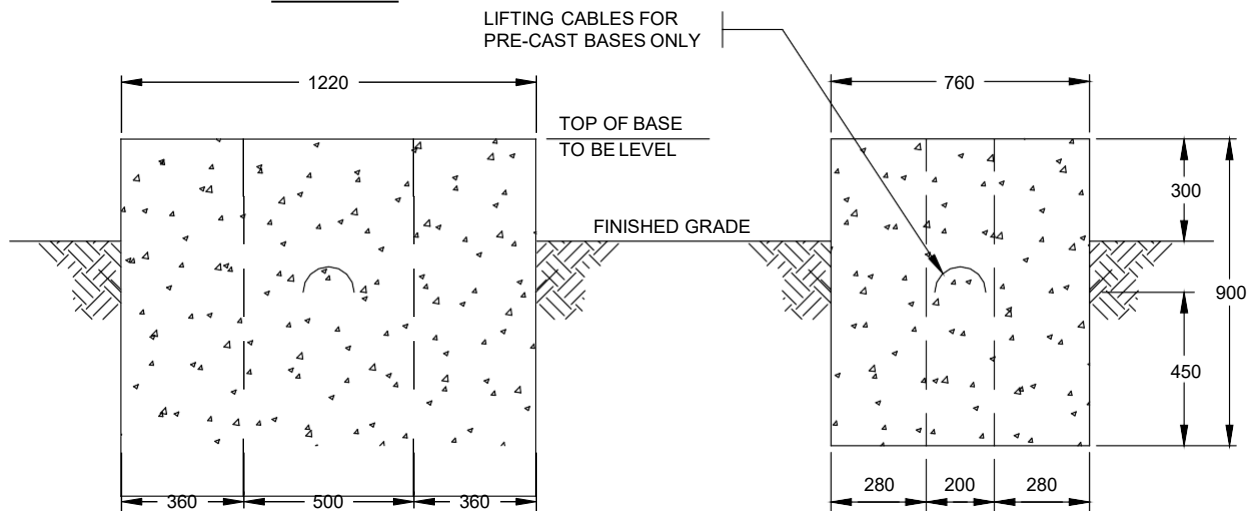 LIFTING CABLES FOR
PRE-CAST BASES ONLY
1220
760
TOP OF BASE
TO BE LEVEL
300
FINISHED GRADE
900
450
360
500
360
280
200
280